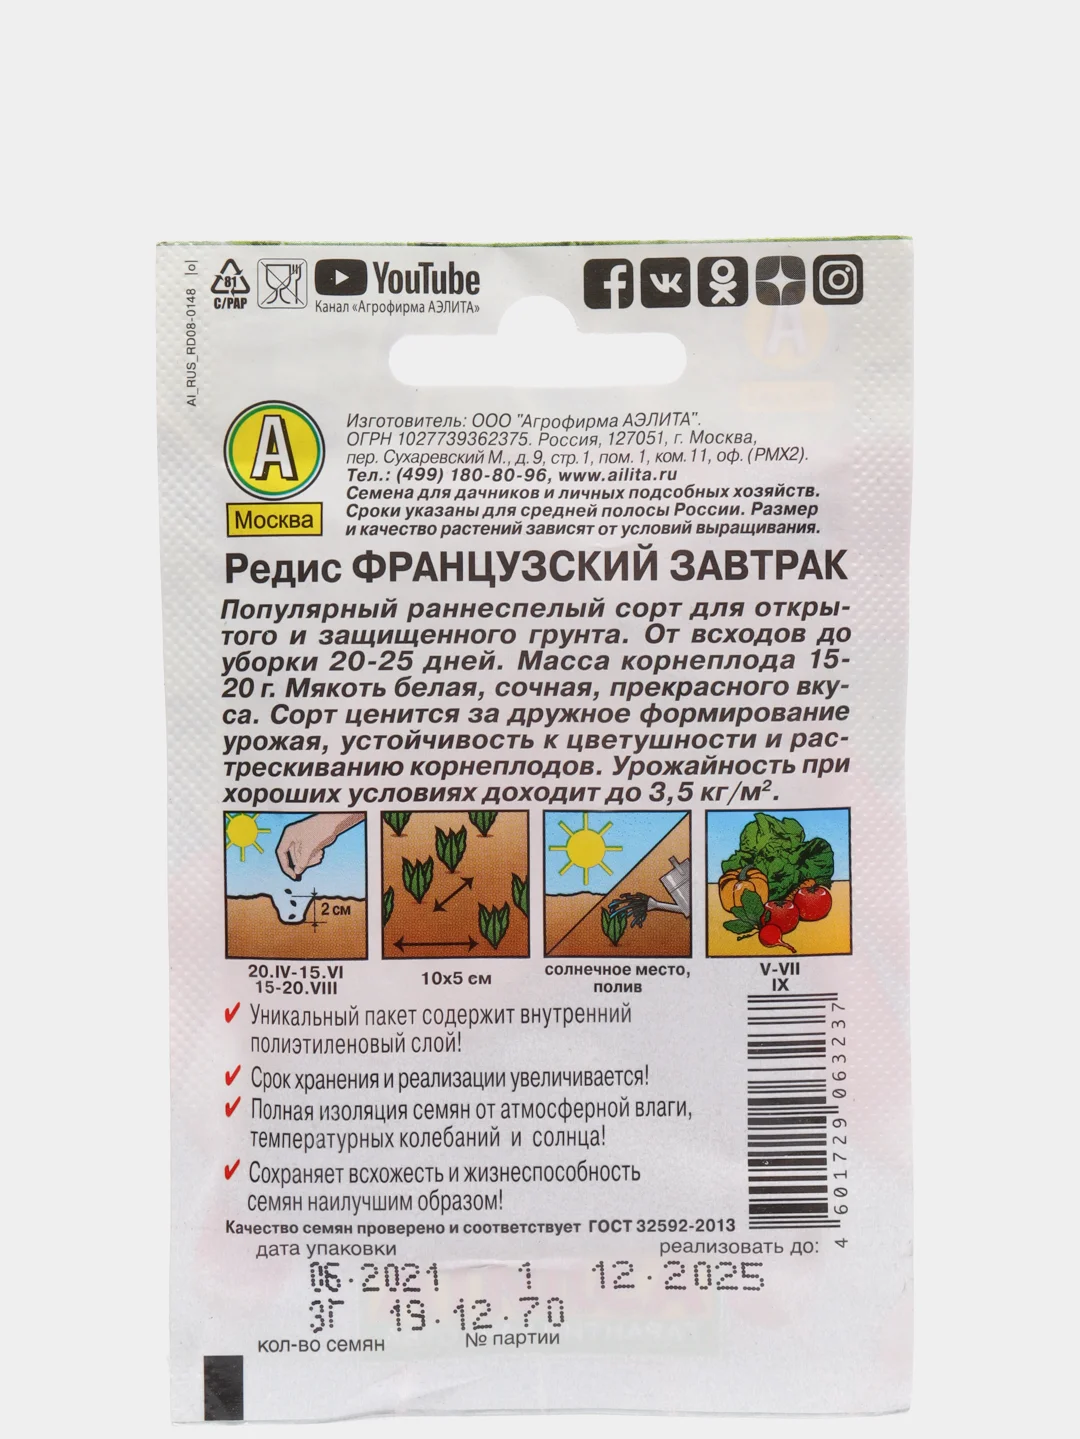 AI_RUS_RD08-0148 |o|
81
C/PAP
YouTube
Канал «Агрофирма АЭЛИТА»
А
Москва
Изготовитель: ООО "Агрофирма АЭЛИТА".
ОГРН 1027739362375. Россия, 127051, г. Москва,
пер. Сухаревский М., д. 9, стр. 1, пом. 1, ком. 11, оф. (РМХ2).
Тел.: (499) 180-80-96, www.ailita.ru
Семена для дачников и личных подсобных хозяйств.
Сроки указаны для средней полосы России. Размер
и качество растений зависят от условий выращивания.
Редис ФРАНЦУЗСКИЙ ЗАВТРАК
Популярный раннеспелый сорт для откры-
того и защищенного грунта. От всходов до
уборки 20-25 дней. Масса корнеплода 15-
20 г. Мякоть белая, сочная, прекрасного вку-
са. Сорт ценится за дружное формирование
урожая, устойчивость к цветушности и рас-
трескиванию корнеплодов. Урожайность при
хороших условиях доходит до 3,5 кг/м².
2 см
20.IV-15.VI
15-20.VIII
10х5 см
солнечное место,
полив
V-VII
IX
Уникальный пакет содержит внутренний
полиэтиленовый слой!
Срок хранения и реализации увеличивается!
Полная изоляция семян от атмосферной влаги,
температурных колебаний и солнца!
Сохраняет всхожесть и жизнеспособность
семян наилучшим образом!
4 601729 063237
Качество семян проверено и соответствует ГОСТ 32592-2013
дата упаковки
реализовать до:
06.2021 1 12.2025
3Г 19.12.70
кол-во семян
№ партии